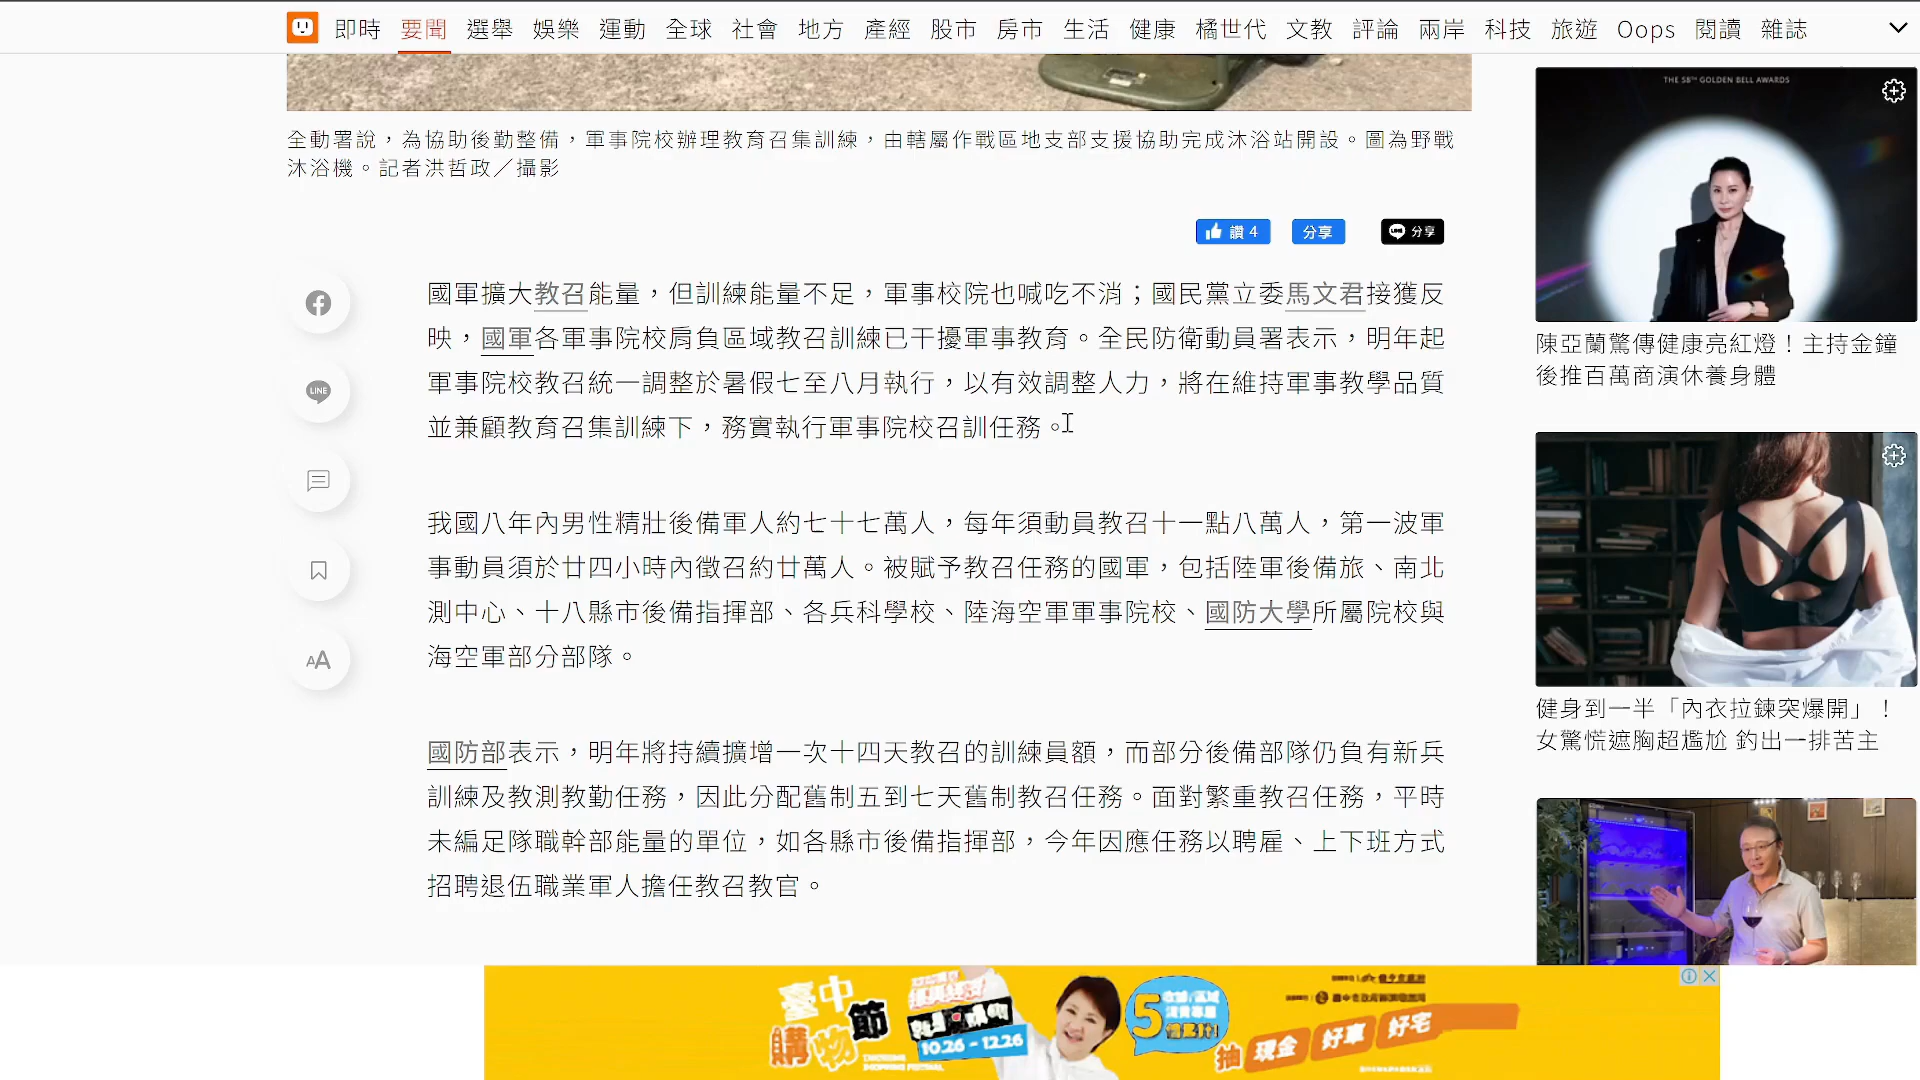 即時 要聞 選舉 娛樂 運動 全球 社會 地方 產經 股市 房市 生活 健康 橘世代 文教 評論 兩岸 科技 旅遊 Oops 閱讀 雜誌
全動署說，為協助後勤整備，軍事院校辦理教育召集訓練，由轄屬作戰區地支部支援協助完成沐浴站開設。圖為野戰
沐浴機。記者洪哲政／攝影
讚 4 分享 分享
國軍擴大教召能量，但訓練能量不足，軍事校院也喊吃不消；國民黨立委馬文君接獲反
映，國軍各軍事院校肩負區域教召訓練已干擾軍事教育。全民防衛動員署表示，明年起
軍事院校教召統一調整於暑假七至八月執行，以有效調整人力，將在維持軍事教學品質
並兼顧教育召集訓練下，務實執行軍事院校召訓任務。
LINE
AA
我國八年內男性精壯後備軍人約七十七萬人，每年須動員教召十一點八萬人，第一波軍
事動員須於廿四小時內徵召約廿萬人。被賦予教召任務的國軍，包括陸軍後備旅、南北
測中心、十八縣市後備指揮部、各兵科學校、陸海空軍軍事院校、國防大學所屬院校與
海空軍部分部隊。
國防部表示，明年將持續擴增一次十四天教召的訓練員額，而部分後備部隊仍負有新兵
訓練及教測教勤任務，因此分配舊制五到七天舊制教召任務。面對繁重教召任務，平時
未編足隊職幹部能量的單位，如各縣市後備指揮部，今年因應任務以聘雇、上下班方式
招聘退伍職業軍人擔任教召教官。
THE 58TH GOLDEN BELL AWARDS
陳亞蘭驚傳健康亮紅燈！主持金鐘
後推百萬商演休養身體
健身到一半「內衣拉鍊突爆開」！
女驚慌遮胸超尷尬 釣出一排苦主
臺中
購物節
10.26 - 12.26
5
抽 現金 好車 好宅